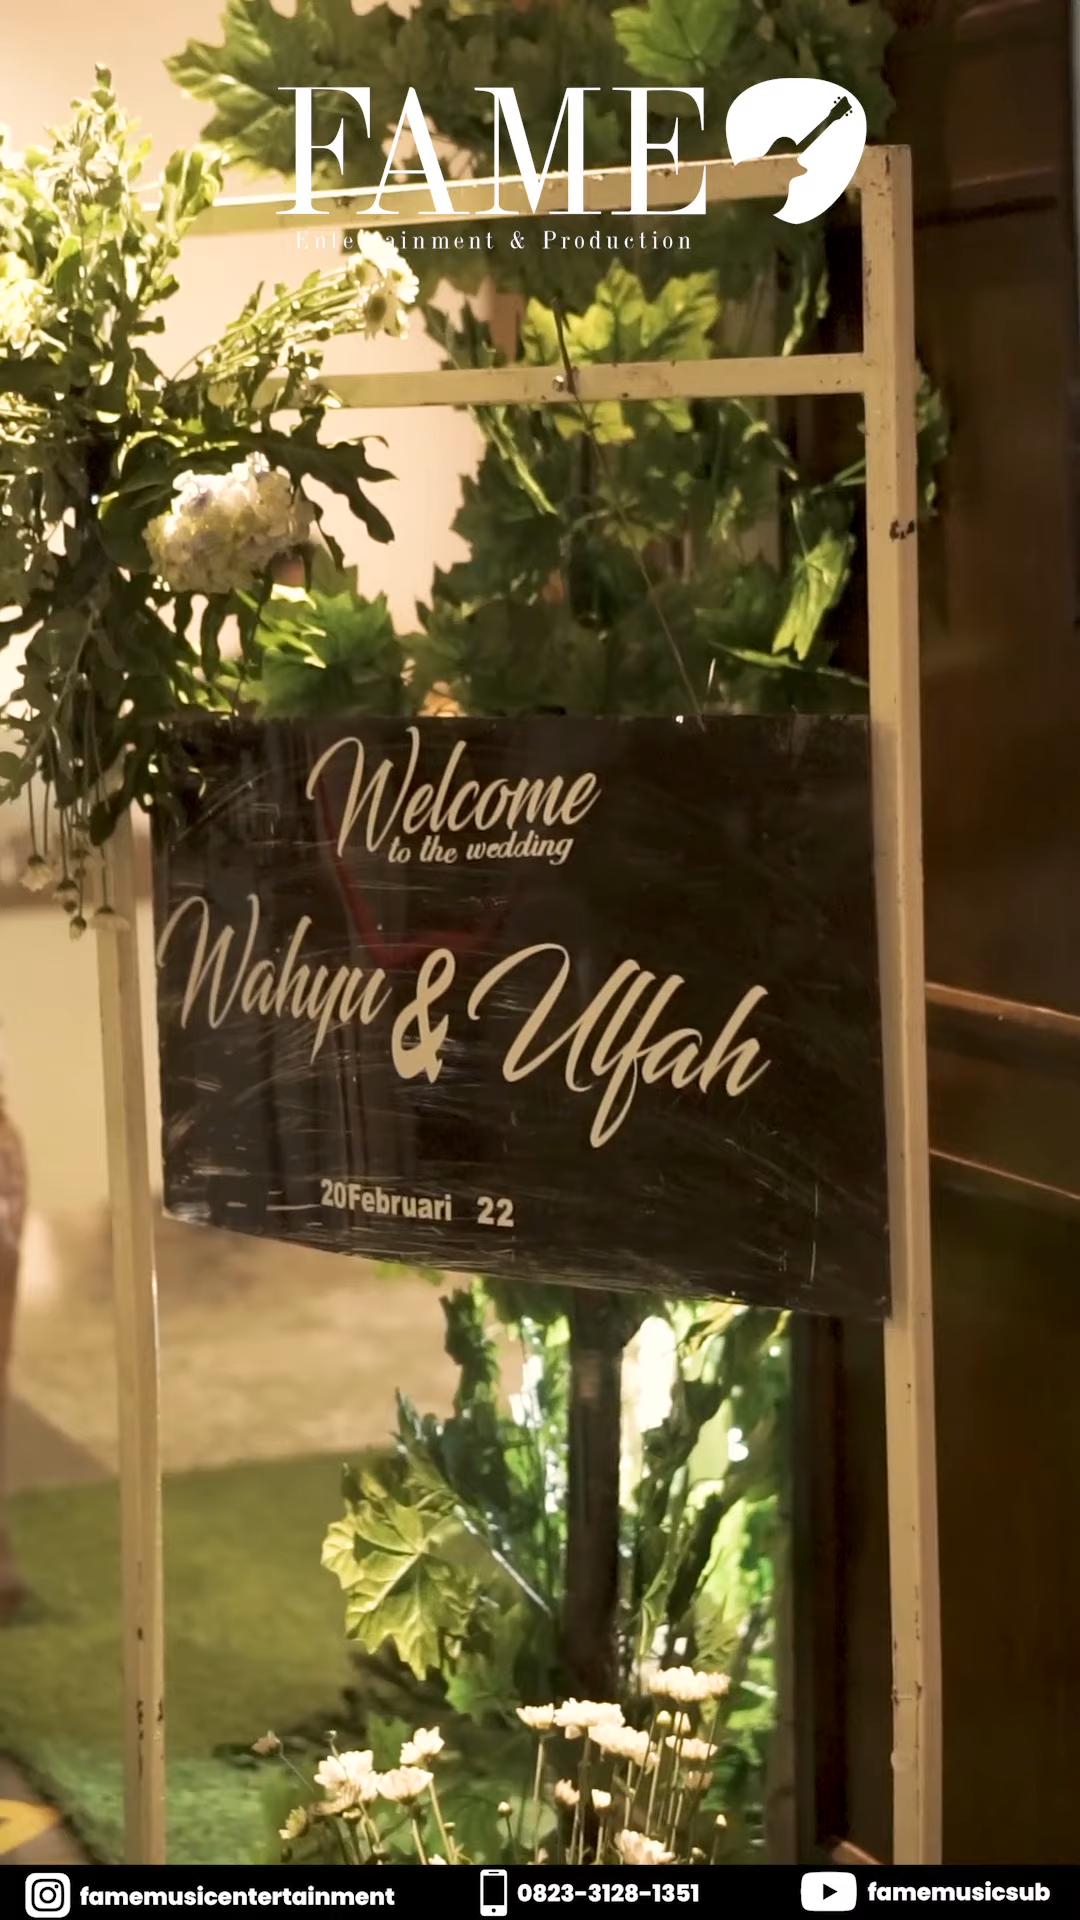 FAME
Entertainment & Production
Welcome
to the wedding
Wahyu & Ulfah
20Februari 22
famemusicentertainment
0823-3128-1351
famemusicsub